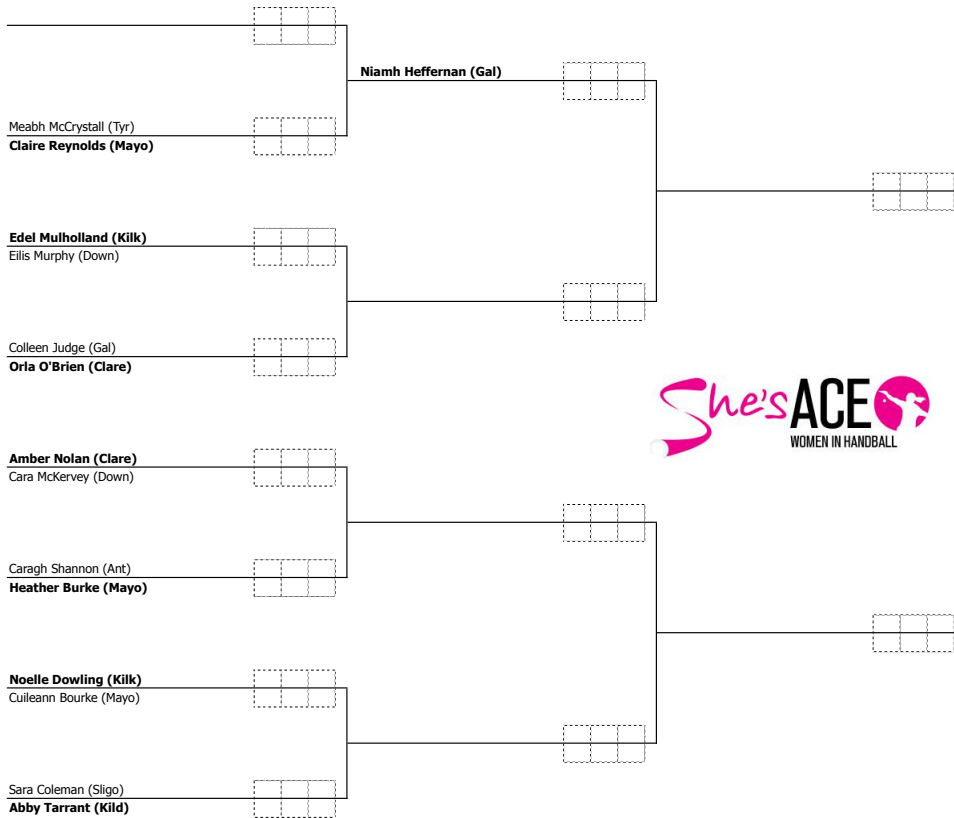 Niamh Heffernan (Gal)
Meabh McCrystall (Tyr)
Claire Reynolds (Mayo)
Edel Mulholland (Kilk)
Eilis Murphy (Down)
Colleen Judge (Gal)
Orla O'Brien (Clare)
She's ACE
WOMEN IN HANDBALL
Amber Nolan (Clare)
Cara McKervey (Down)
Caragh Shannon (Ant)
Heather Burke (Mayo)
Noelle Dowling (Kilk)
Cuileann Bourke (Mayo)
Sara Coleman (Sligo)
Abby Tarrant (Kild)